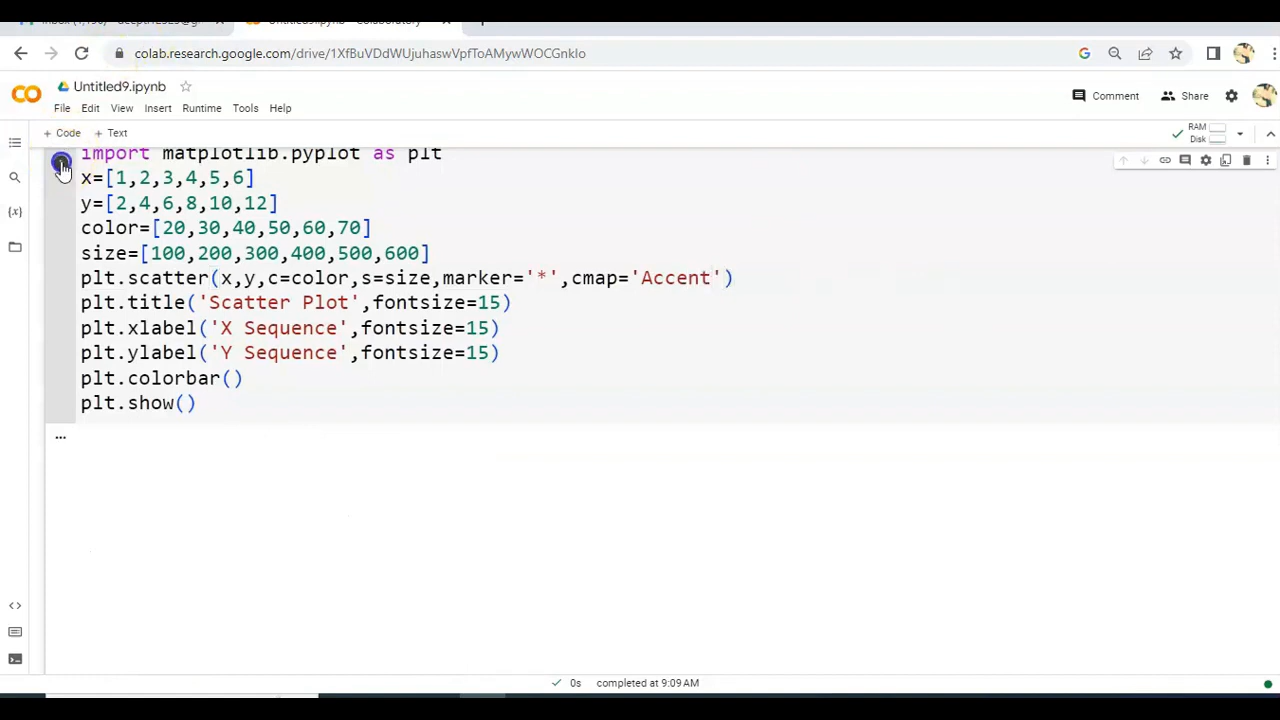 colab.research.google.com/drive/1XfBuVDdWUjuhaswVpfToAMywWOCGnkIo
Untitled9.ipynb
Comment
Share
File Edit View Insert Runtime Tools Help
+ Code + Text
RAM
Disk
import matplotlib.pyplot as plt
x=[1,2,3,4,5,6]
y=[2,4,6,8,10,12]
color=[20,30,40,50,60,70]
size=[100,200,300,400,500,600]
plt.scatter(x,y,c=color,s=size,marker='*',cmap='Accent')
plt.title('Scatter Plot',fontsize=15)
plt.xlabel('X Sequence',fontsize=15)
plt.ylabel('Y Sequence',fontsize=15)
plt.colorbar()
plt.show()
...
0s completed at 9:09 AM